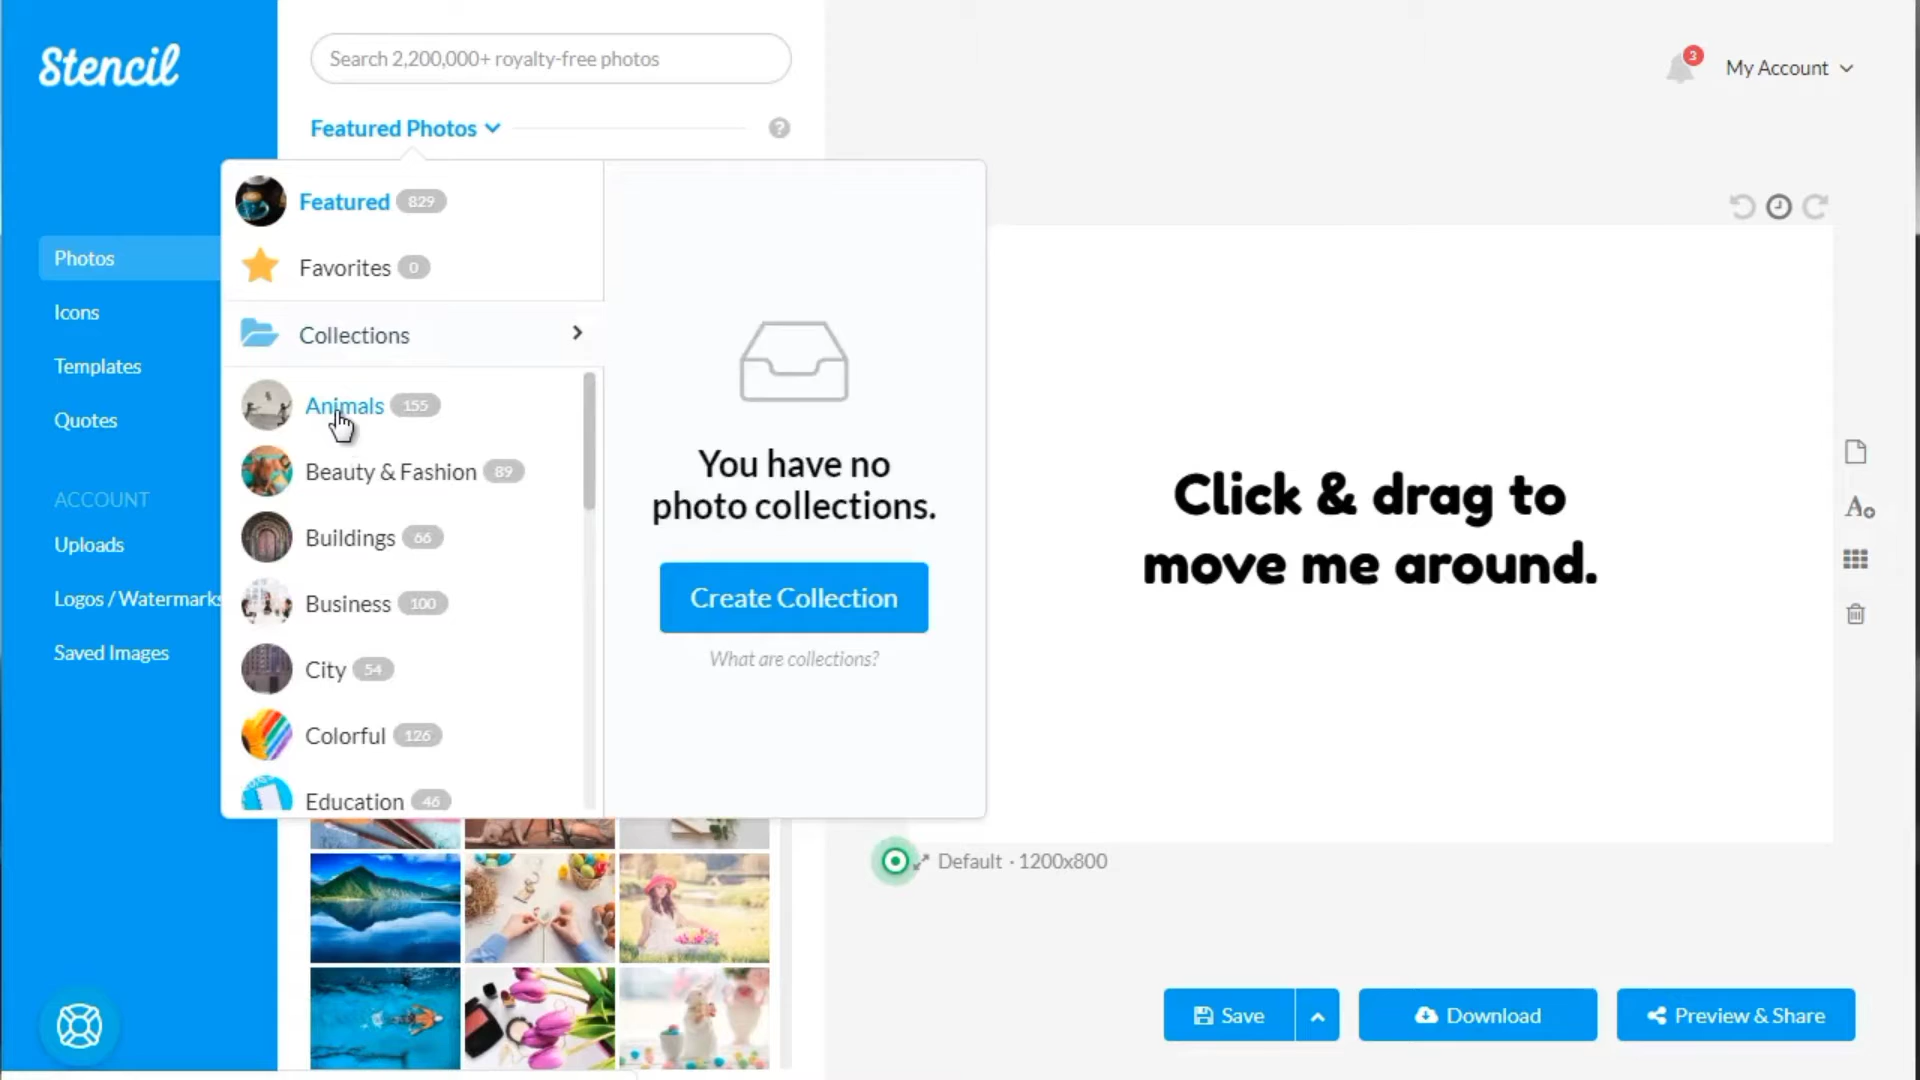 Stencil
Search 2,200,000+ royalty-free photos
3
My Account
Featured Photos
?
Featured 829
Favorites 0
Collections
Animals 155
Beauty & Fashion 89
Buildings 66
Business 100
City 54
Colorful 126
Education 46
Photos
Icons
Templates
Quotes
ACCOUNT
Uploads
Logos / Watermarks
Saved Images
You have no
photo collections.
Create Collection
What are collections?
Click & drag to
move me around.
A
Default · 1200x800
Save
Download
Preview & Share